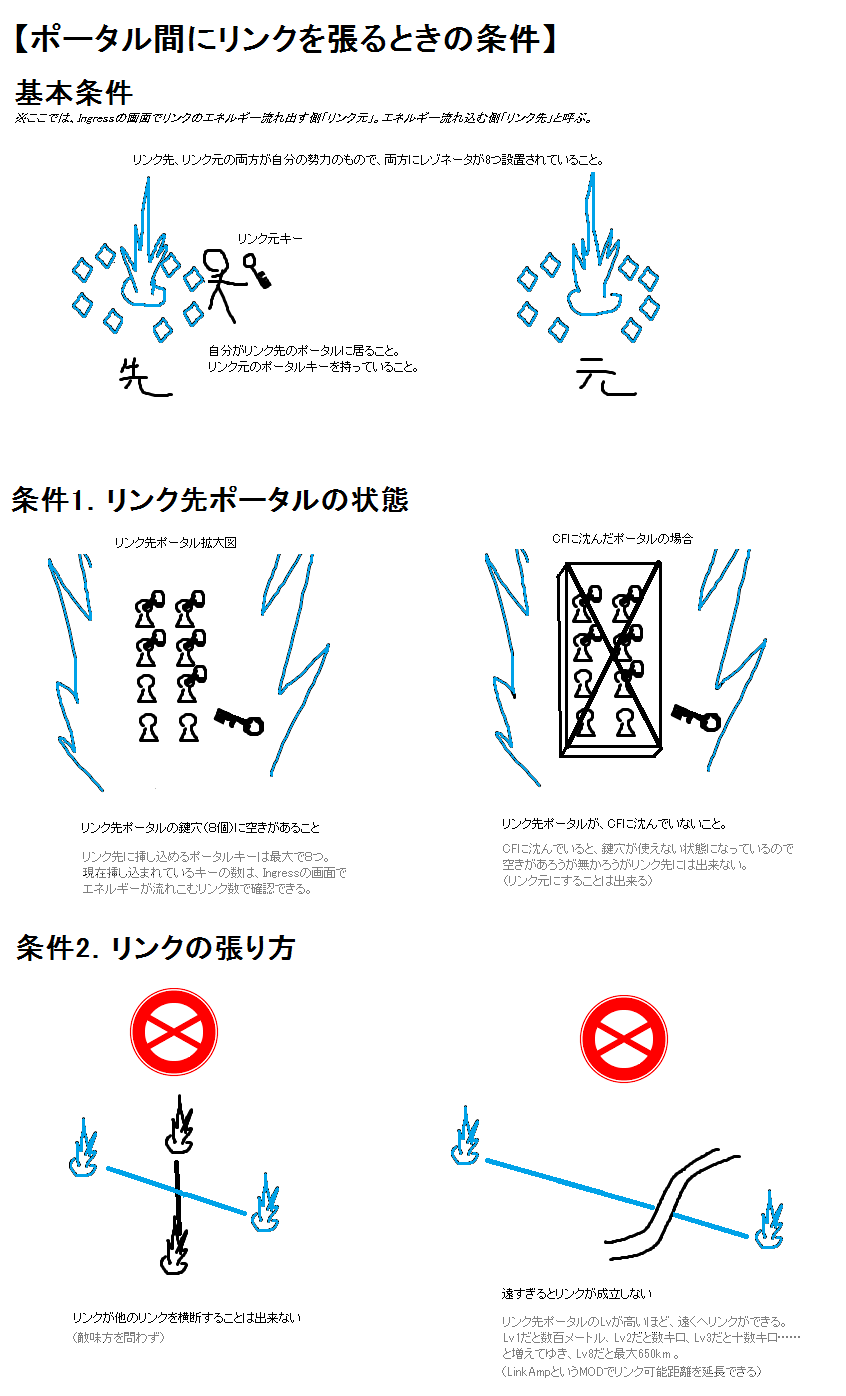 【ポータル間にリンクを張るときの条件】
基本条件
※ここでは、Ingressの画面でリンクのエネルギー流れ出す側「リンク元」。エネルギー流れ込む側「リンク先」と呼ぶ。
リンク先、リンク元の両方が自分の勢力のもので、両方にレゾネータが8つ設置されていること。
リンク元キー
自分がリンク先のポータルに居ること。
リンク元のポータルキーを持っていること。
先
元
条件1. リンク先ポータルの状態
リンク先ポータル拡大図
CFに沈んだポータルの場合
リンク先ポータルの鍵穴(8個)に空きがあること
リンク先に挿し込めるポータルキーは最大で8つ。
現在挿し込まれているキーの数は、Ingressの画面で
エネルギーが流れこむリンク数で確認できる。
リンク先ポータルが、CFに沈んでいないこと。
CFに沈んでいると、鍵穴が使えない状態になっているので
空きがあろうが無かろうがリンク先には出来ない。
(リンク元にすることは出来る)
条件2. リンクの張り方
リンクが他のリンクを横断することは出来ない
(敵味方を問わず)
遠すぎるとリンクが成立しない
リンク先ポータルのLvが高いほど、遠くへリンクができる。
Lv1だと数百メートル、Lv2だと数キロ、Lv3だと十数キロ……
と増えてゆき、Lv8だと最大650km。
(LinkAmpというMODでリンク可能距離を延長できる)